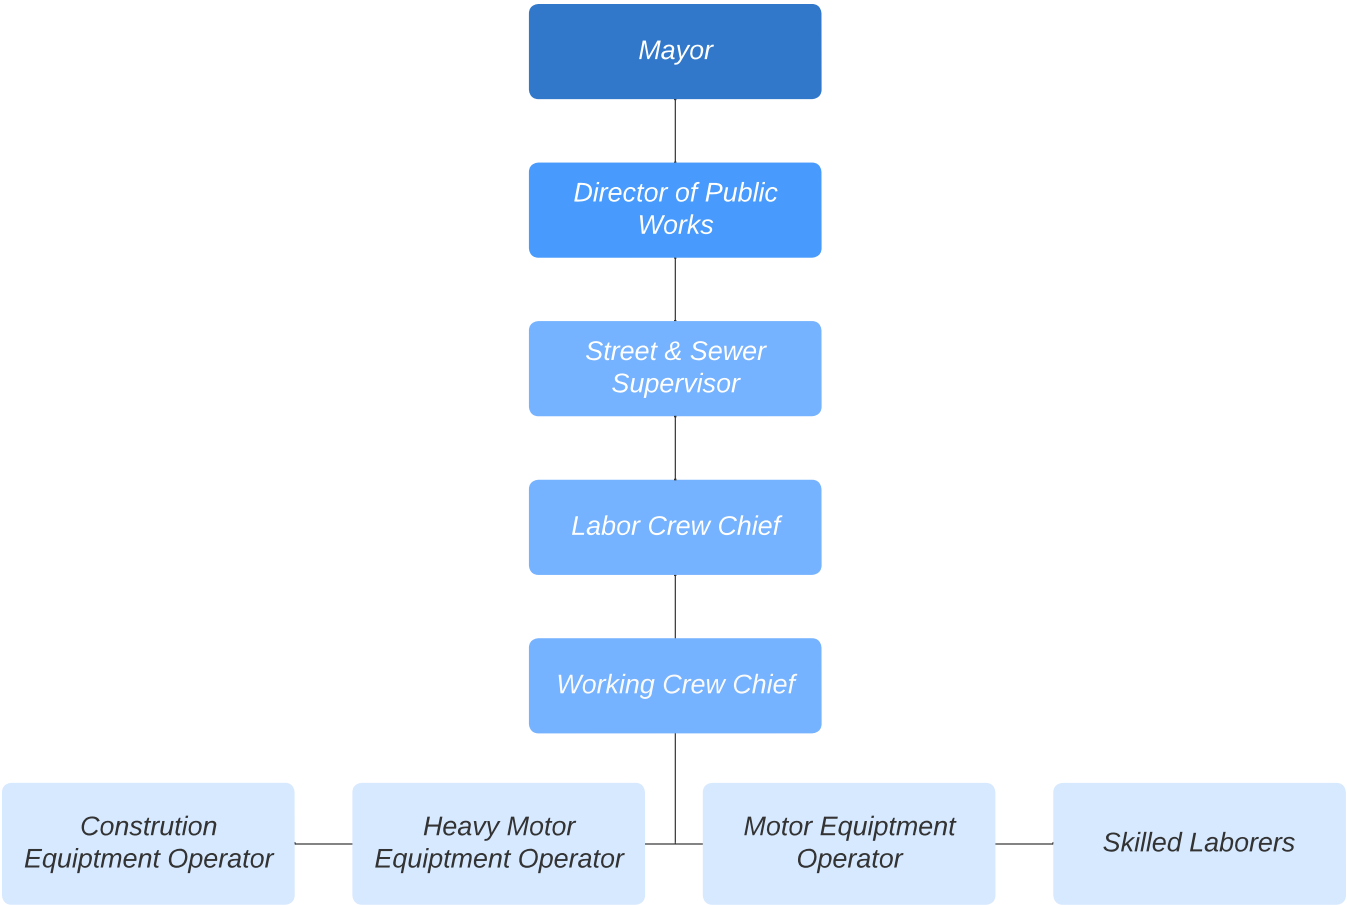 Mayor
Director of Public
Works
Street & Sewer
Supervisor
Labor Crew Chief
Working Crew Chief
Constrution
Equiptment Operator
Heavy Motor
Equiptment Operator
Motor Equiptment
Operator
Skilled Laborers